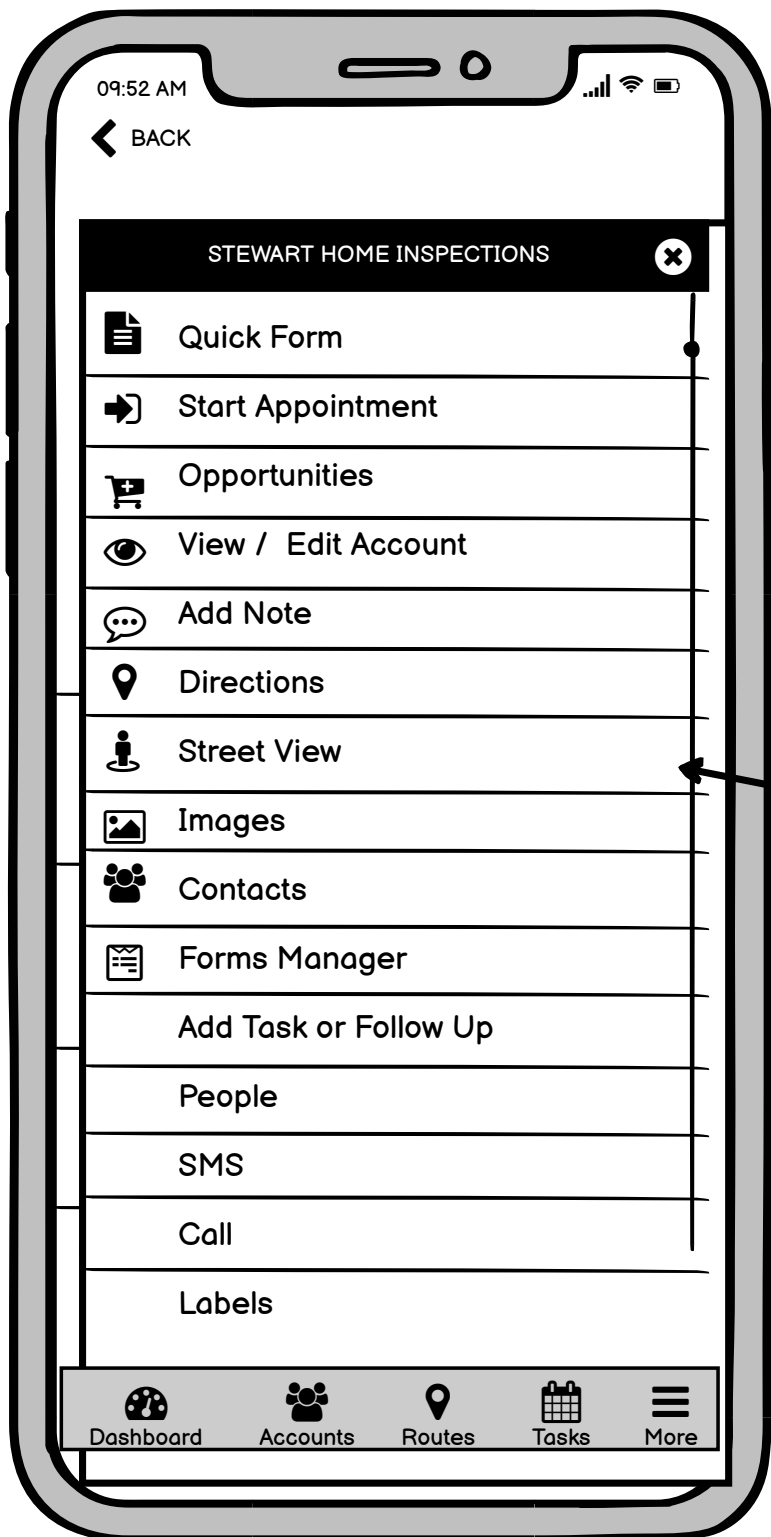 09:52 AM
BACK
STEWART HOME INSPECTIONS
Quick Form
Start Appointment
Opportunities
View / Edit Account
Add Note
Directions
Street View
Images
Contacts
Forms Manager
Add Task or Follow Up
People
SMS
Call
Labels
Dashboard Accounts Routes Tasks More